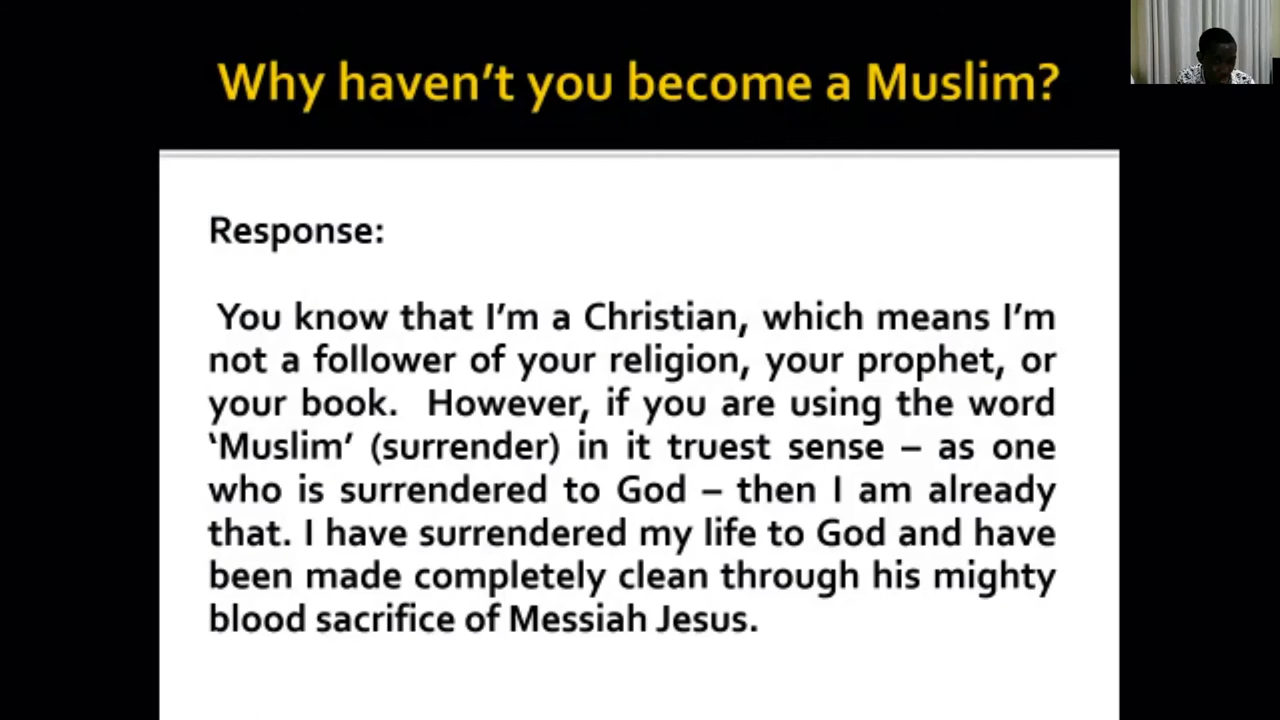 Why haven't you become a Muslim?
Response:
You know that I'm a Christian, which means I'm
not a follower of your religion, your prophet, or
your book.  However, if you are using the word
‘Muslim’ (surrender) in it truest sense – as one
who is surrendered to God – then I am already
that. I have surrendered my life to God and have
been made completely clean through his mighty
blood sacrifice of Messiah Jesus.